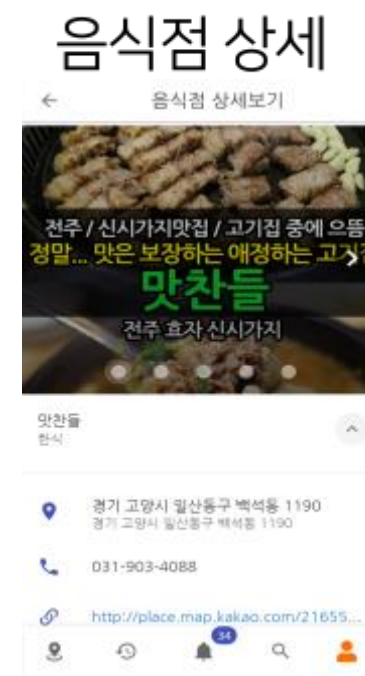 음식점 상세
음식점 상세보기
전주 / 신시가지맛집 / 고기집 중에 으뜸
정말... 맛은 보장하는 애정하는 고기집
맛찬들
전주 효자 신시가지
맛찬들
한식
경기 고양시 일산동구 백석동 1190
경기 고양시 일산동구 백석동 1190
031-903-4088
http://place.map.kakao.com/21655...
34